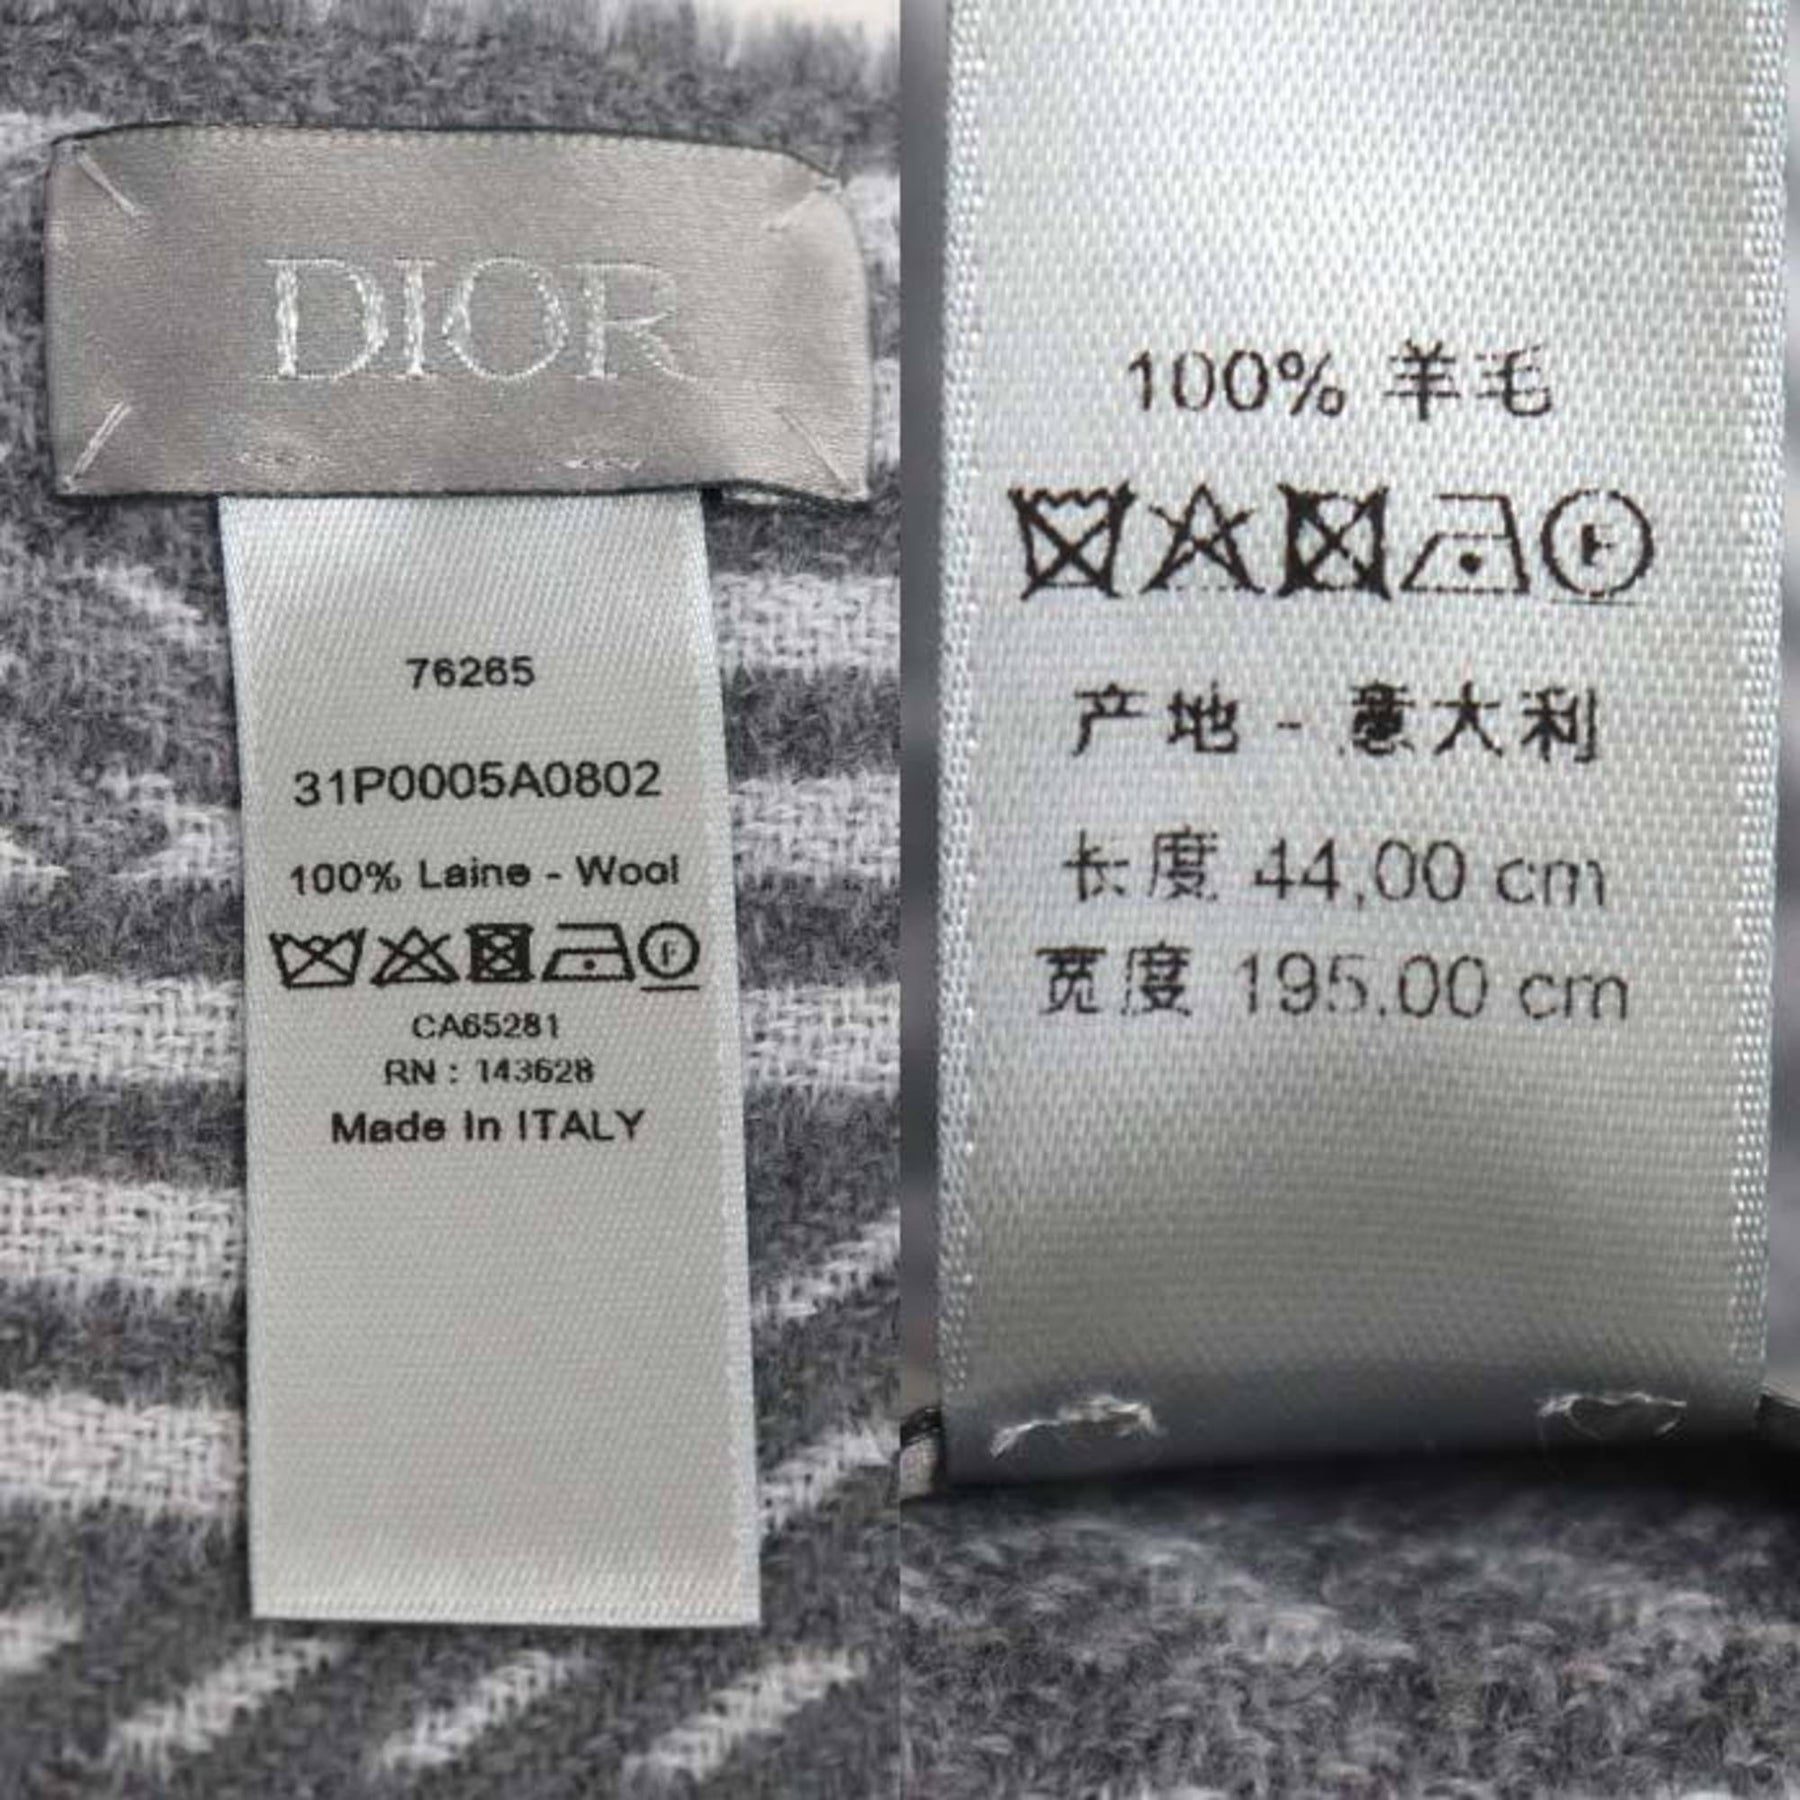 DIOR
76265
31P0005A0802
100% Laine - Wool
F
CA65281
RN : 143628
Made In ITALY
100% 羊毛
F
产地 - 意大利
长度 44,00 cm
宽度 195.00 cm